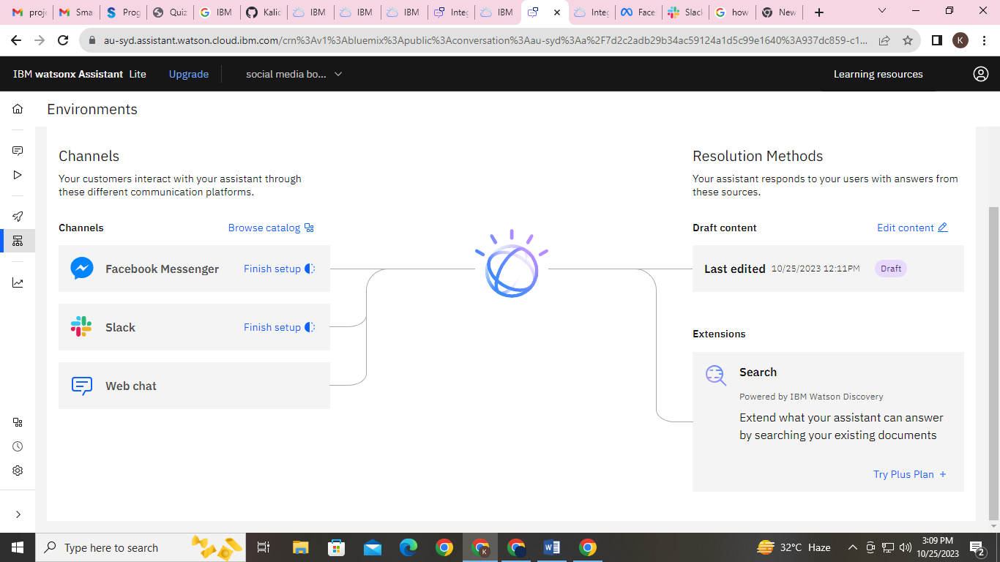 proje
Sma
Prog
Quiz
IBM
Kalid
IBM
IBM
IBM
Integ
IBM
Integ
Face
Slack
how
New
au-syd.assistant.watson.cloud.ibm.com/crn%3Av1%3Abluemix%3Apublic%3Aconversation%3Aau-syd%3Aa%2F7d2c2adb29b34ac59124a1d5c99e1640%3A937dc859-c1...
K
IBM watsonx Assistant Lite
Upgrade
social media bo...
Learning resources
Environments
Channels
Your customers interact with your assistant through
these different communication platforms.
Channels
Browse catalog
Facebook Messenger
Finish setup
Slack
Finish setup
Web chat
Resolution Methods
Your assistant responds to your users with answers from
these sources.
Draft content
Edit content
Last edited 10/25/2023 12:11PM Draft
Extensions
Search
Powered by IBM Watson Discovery
Extend what your assistant can answer
by searching your existing documents
Try Plus Plan +
Type here to search
32°C Haze
3:09 PM
10/25/2023
2